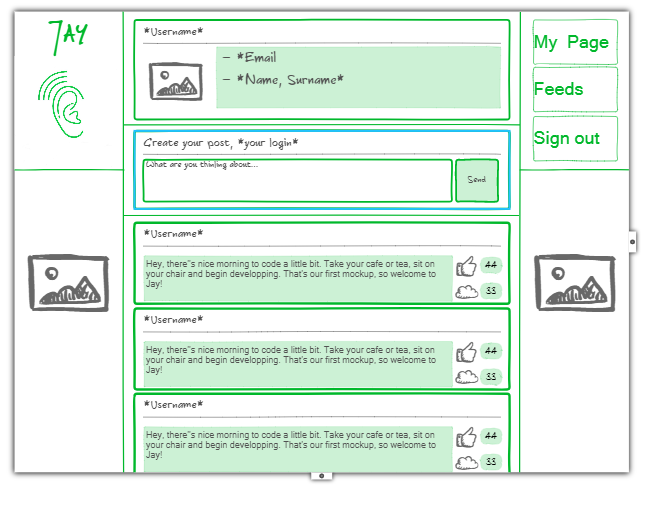 JAY
*Username*
- *Email
- *Name, Surname*
My Page
Feeds
Sign out
Create your post, *your login*
What are you thinling about...
Send
*Username*
Hey, there"s nice morning to code a little bit. Take your cafe or tea, sit on
your chair and begin developping. That's our first mockup, so welcome to
Jay!
44
33
*Username*
Hey, there"s nice morning to code a little bit. Take your cafe or tea, sit on
your chair and begin developping. That's our first mockup, so welcome to
Jay!
44
33
*Username*
Hey, there"s nice morning to code a little bit. Take your cafe or tea, sit on
your chair and begin developping. That's our first mockup, so welcome to
Jay!
44
33